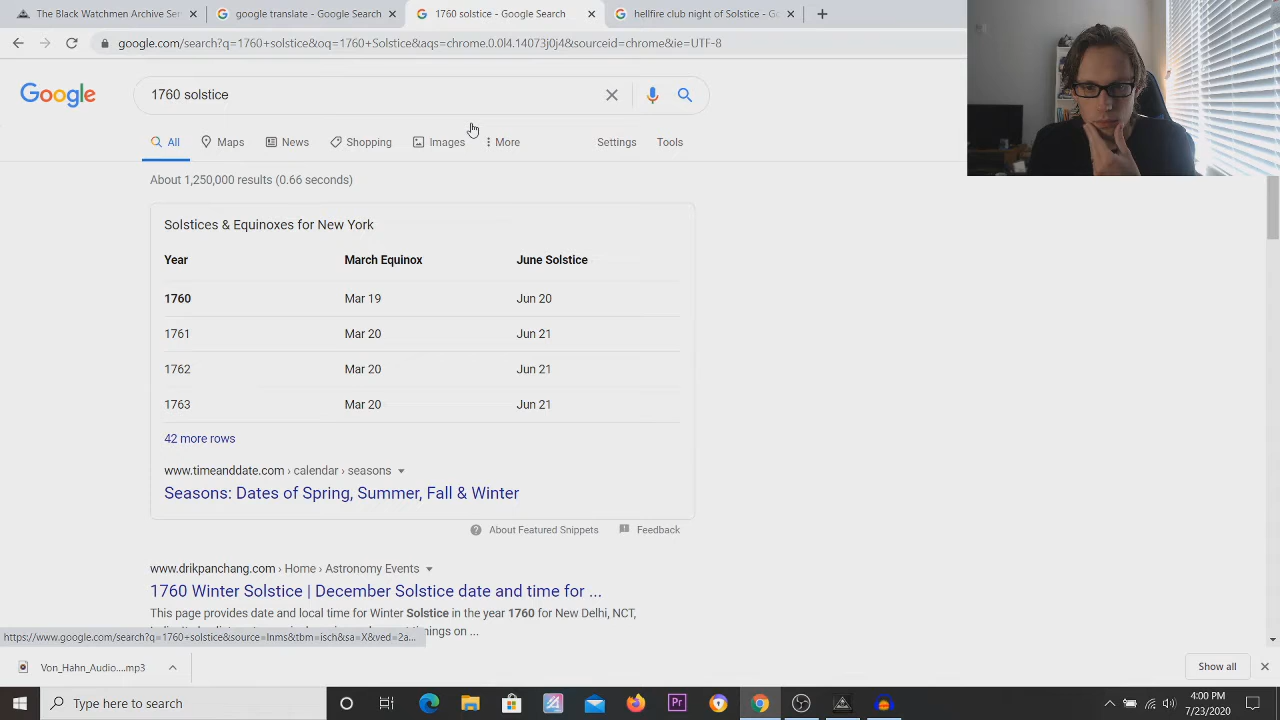 The Black Watchmen Archive Serv
google translate - Google Search
1760 solstice - Google Search
hellfire club night of Solstice - Go
google.com/search?q=1760+solstice&oq=1760+Solstice&aqs=chrome.0.0l4.14073j0j4&sourceid=chrome&ie=UTF-8
Google
1760 solstice
All
Maps
News
Shopping
Images
More
Settings
Tools
About 1,250,000 results (0.66 seconds)
Solstices & Equinoxes for New York
Year March Equinox June Solstice
1760 Mar 19 Jun 20
1761 Mar 20 Jun 21
1762 Mar 20 Jun 21
1763 Mar 20 Jun 21
42 more rows
www.timeanddate.com › calendar › seasons
Seasons: Dates of Spring, Summer, Fall & Winter
About Featured Snippets
Feedback
www.drikpanchang.com › Home › Astronomy Events
1760 Winter Solstice | December Solstice date and time for ...
This page provides date and local time for Winter Solstice in the year 1760 for New Delhi, NCT,
on ...
https://www.google.com/search?q=1760+solstice&source=lnms&tbm=isch&sa=X&ved=2a...
Von_Hahn_Audio....mp3
Show all
Type here to search
Pr
4:00 PM
7/23/2020